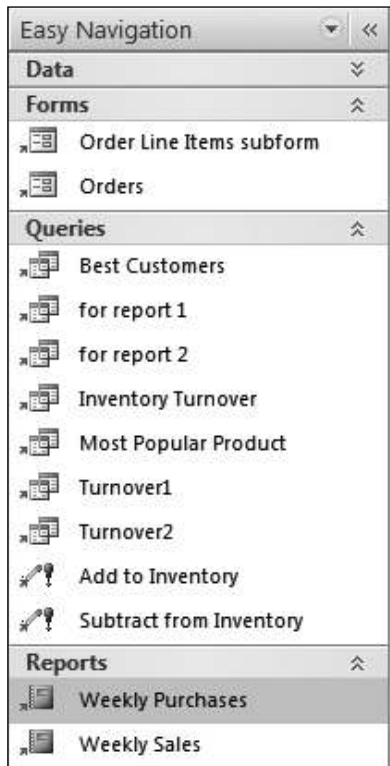 Easy Navigation
Data
Forms
Order Line Items subform
Orders
Queries
Best Customers
for report 1
for report 2
Inventory Turnover
Most Popular Product
Turnover1
Turnover2
Add to Inventory
Subtract from Inventory
Reports
Weekly Purchases
Weekly Sales